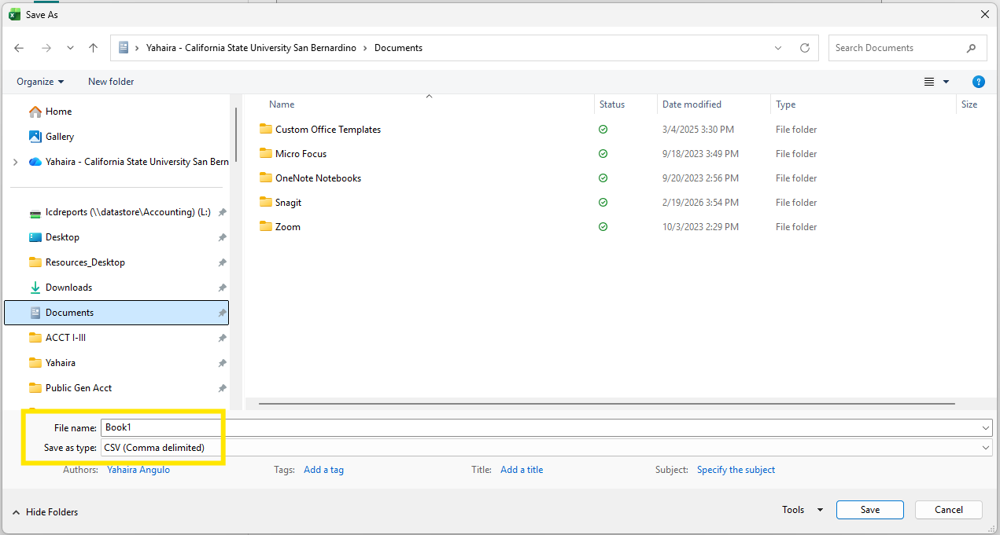 Save As
Yahaira - California State University San Bernardino > Documents
Search Documents
Organize
New folder
?
Home
Gallery
Yahaira - California State University San Bern
lcdreports (\\datastore\Accounting) (L:)
Desktop
Resources_Desktop
Downloads
Documents
ACCT I-III
Yahaira
Public Gen Acct
Name Status Date modified Type Size
Custom Office Templates 3/4/2025 3:30 PM File folder
Micro Focus 9/18/2023 3:49 PM File folder
OneNote Notebooks 9/20/2023 2:56 PM File folder
Snagit 2/19/2026 3:54 PM File folder
Zoom 10/3/2023 2:29 PM File folder
File name: Book1
Save as type: CSV (Comma delimited)
Authors: Yahaira Angulo Tags: Add a tag Title: Add a title Subject: Specify the subject
Hide Folders Tools Save Cancel